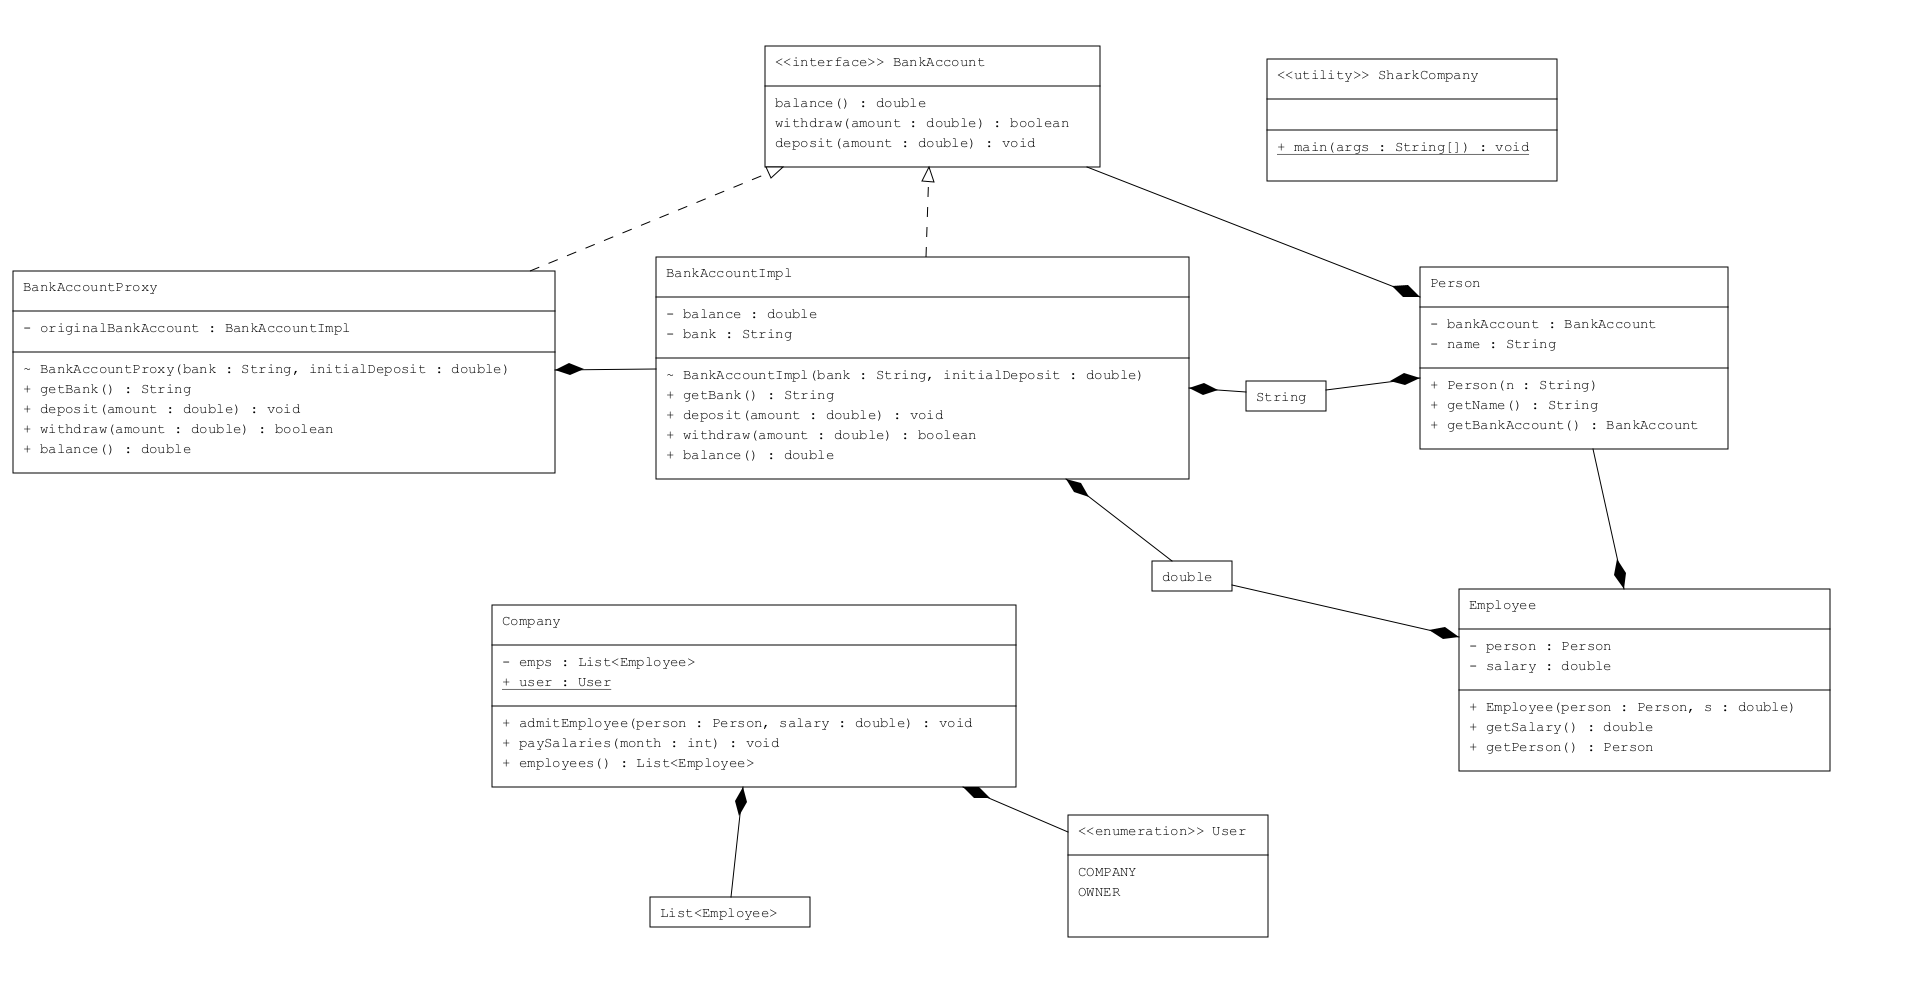 <<interface>> BankAccount
balance() : double
withdraw(amount : double) : boolean
deposit(amount : double) : void
<<utility>> SharkCompany
+ main(args : String[]) : void
BankAccountProxy
- originalBankAccount : BankAccountImpl
~ BankAccountProxy(bank : String, initialDeposit : double)
+ getBank() : String
+ deposit(amount : double) : void
+ withdraw(amount : double) : boolean
+ balance() : double
BankAccountImpl
- balance : double
- bank : String
~ BankAccountImpl(bank : String, initialDeposit : double)
+ getBank() : String
+ deposit(amount : double) : void
+ withdraw(amount : double) : boolean
+ balance() : double
String
Person
- bankAccount : BankAccount
- name : String
+ Person(n : String)
+ getName() : String
+ getBankAccount() : BankAccount
double
Company
- emps : List<Employee>
+ user : User
+ admitEmployee(person : Person, salary : double) : void
+ paySalaries(month : int) : void
+ employees() : List<Employee>
Employee
- person : Person
- salary : double
+ Employee(person : Person, s : double)
+ getSalary() : double
+ getPerson() : Person
<<enumeration>> User
COMPANY
OWNER
List<Employee>